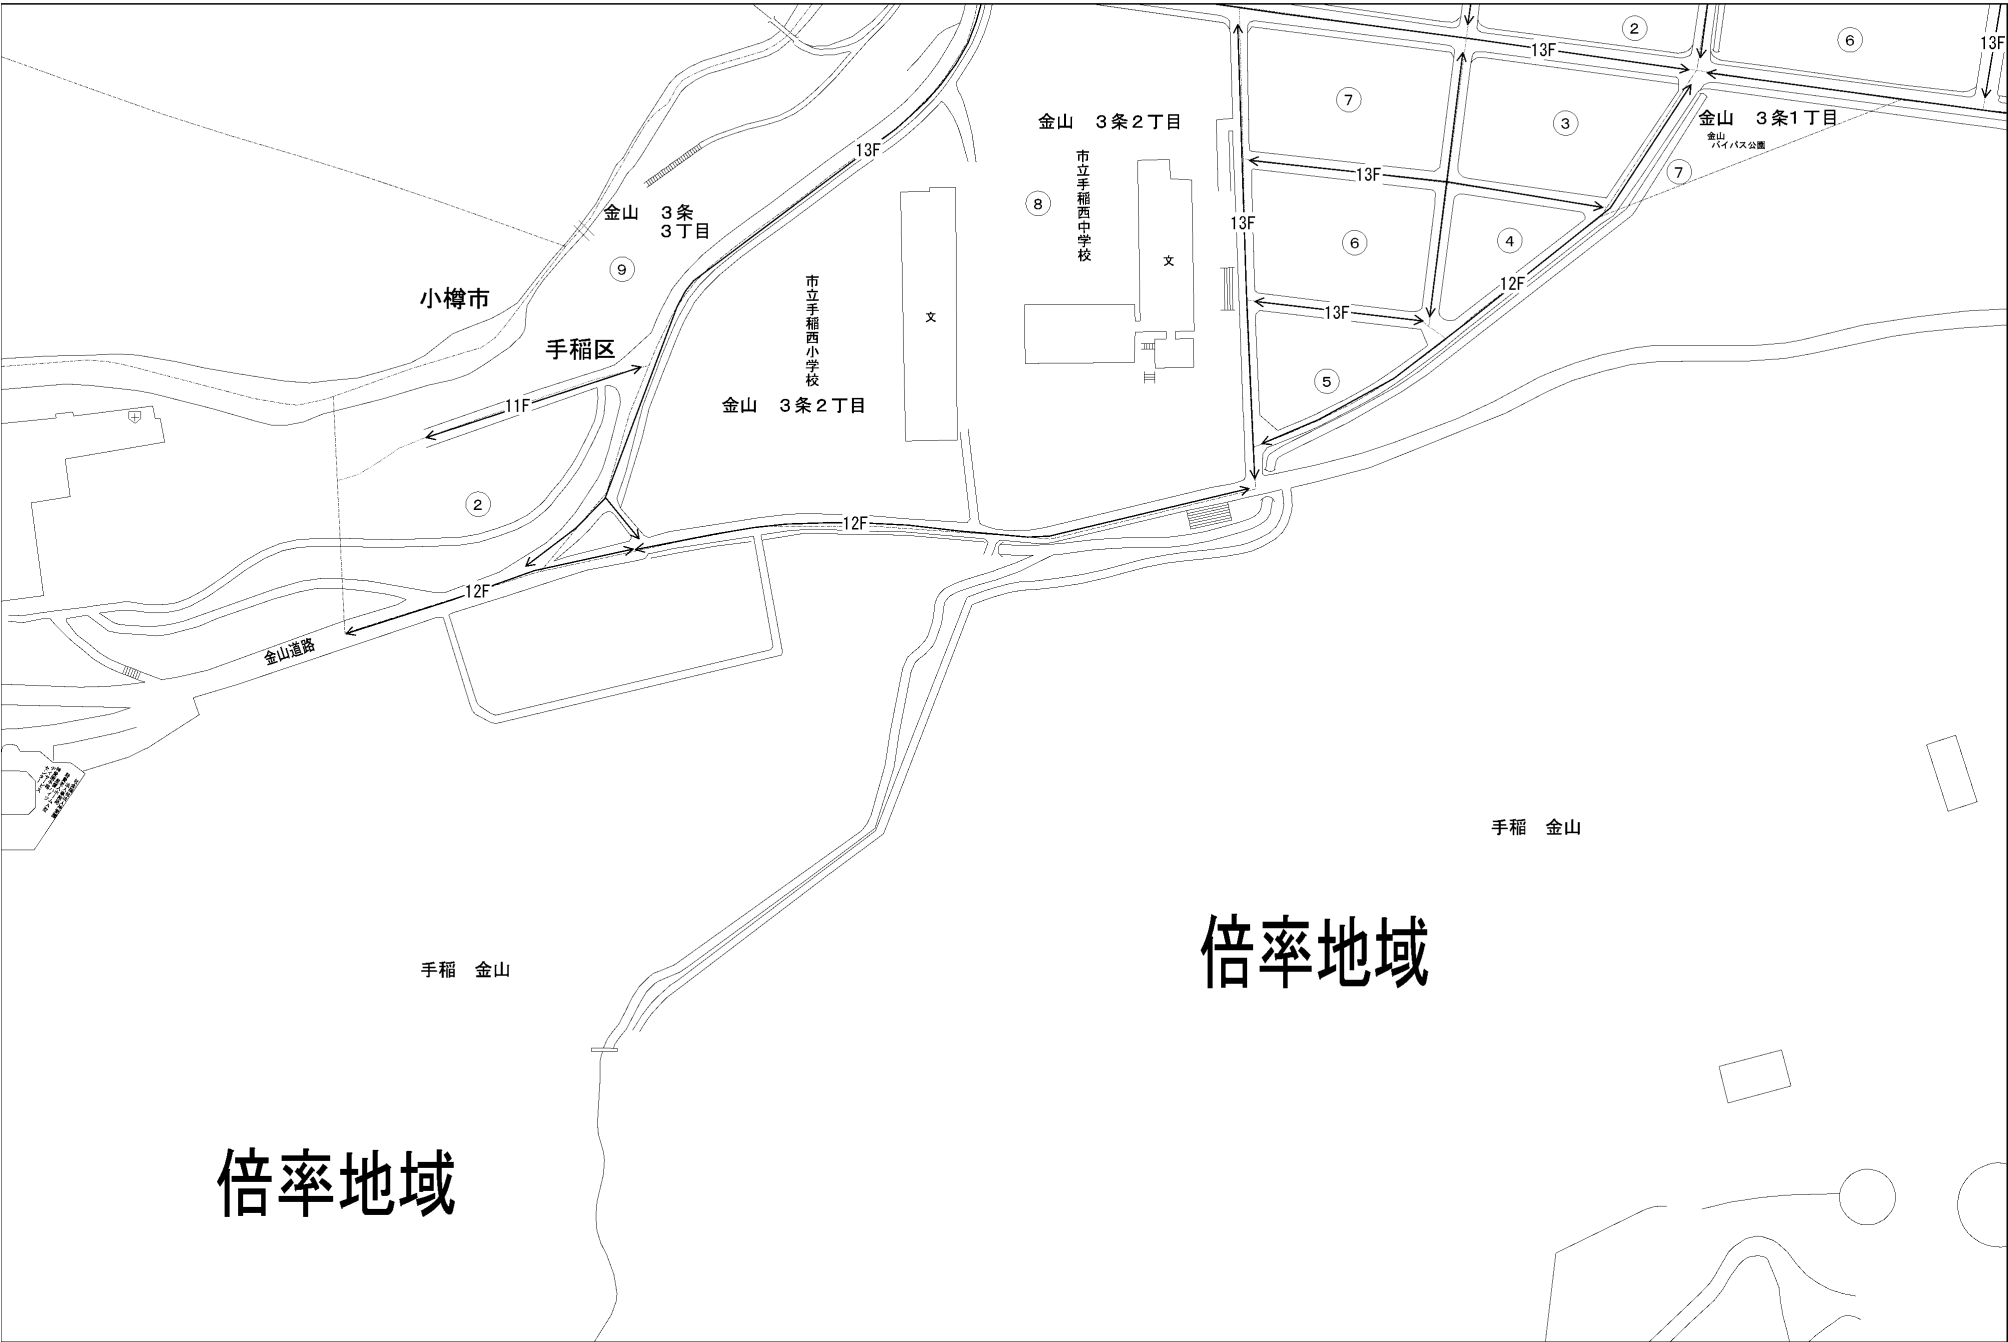 ②
⑥
13F
13F
⑦
③
金山　３条２丁目
金山　３条１丁目
金山
バイパス公園
13F
市立手稲西中学校
13F
⑦
⑧
金山　３条
３丁目
13F
⑥
④
文
⑨
市立手稲西小学校
小樽市
12F
13F
文
手稲区
⑤
11F
金山　３条２丁目
②
12F
12F
金山道路
手稲　金山
倍率地域
手稲　金山
倍率地域